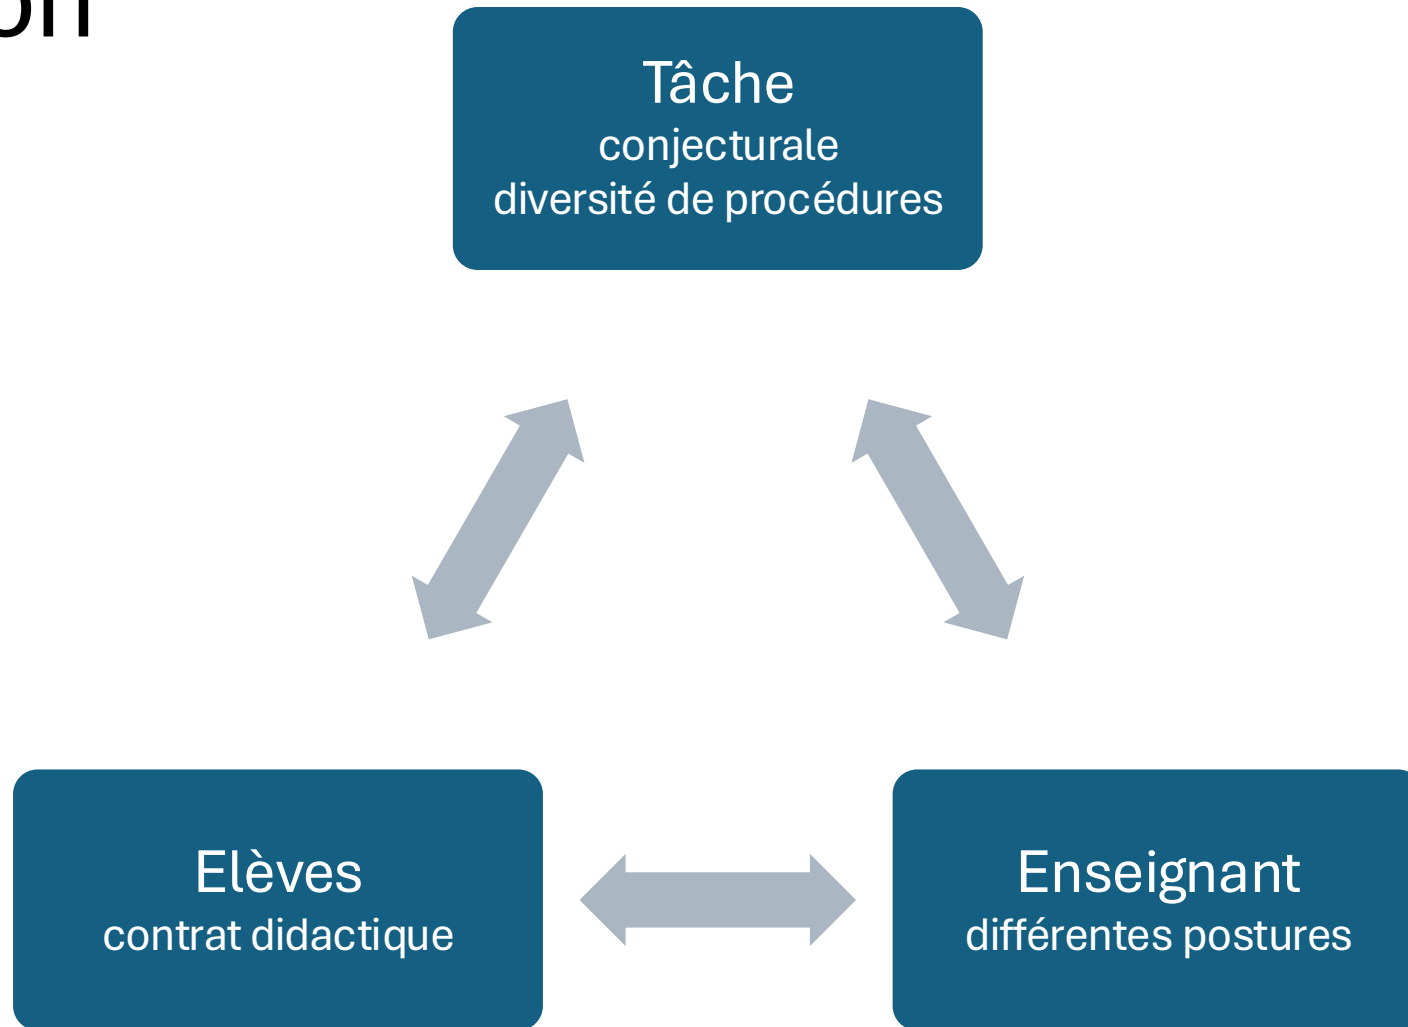 Tâche
conjecturale
diversité de procédures
Elèves
contrat didactique
Enseignant
différentes postures